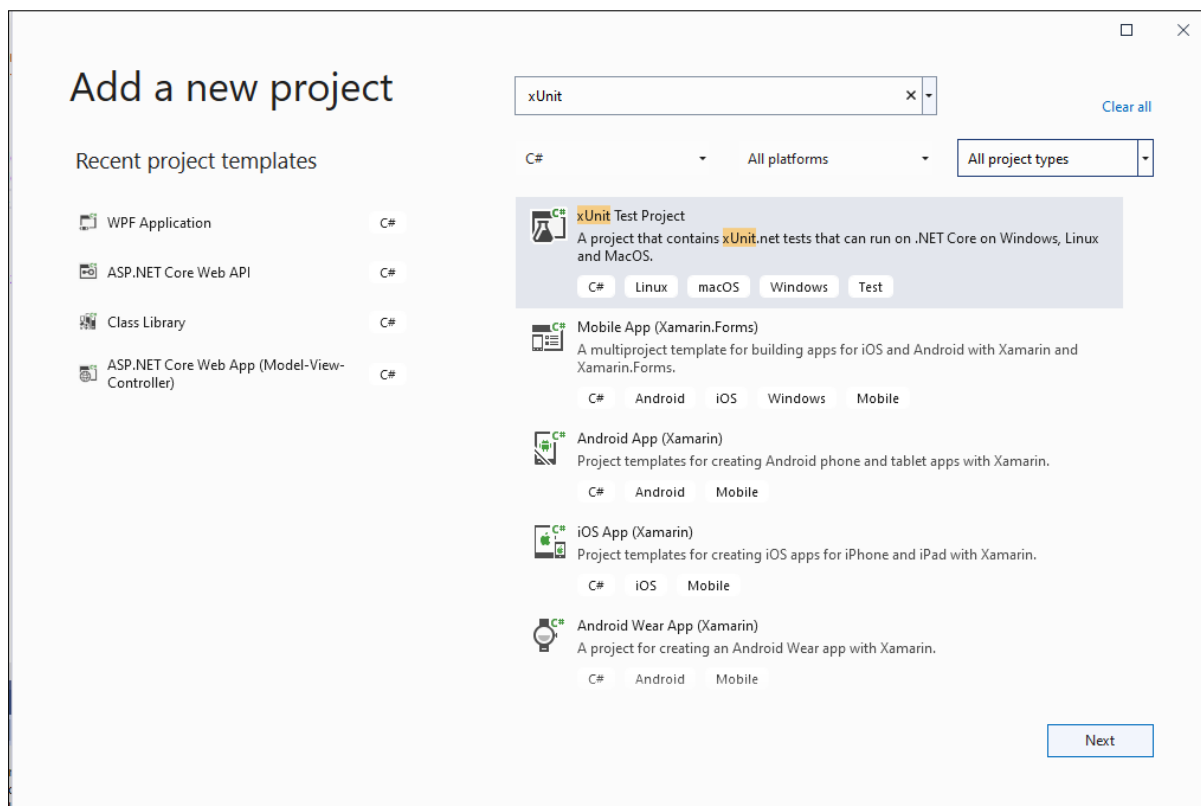 Add a new project
xUnit
Clear all
Recent project templates
C#
All platforms
All project types
WPF Application
C#
ASP.NET Core Web API
C#
Class Library
C#
ASP.NET Core Web App (Model-View-
Controller)
C#
C#
xUnit Test Project
A project that contains xUnit.net tests that can run on .NET Core on Windows, Linux
and MacOS.
C# Linux macOS Windows Test
C#
Mobile App (Xamarin.Forms)
A multiproject template for building apps for iOS and Android with Xamarin and
Xamarin.Forms.
C# Android iOS Windows Mobile
C#
Android App (Xamarin)
Project templates for creating Android phone and tablet apps with Xamarin.
C# Android Mobile
C#
iOS App (Xamarin)
Project templates for creating iOS apps for iPhone and iPad with Xamarin.
C# iOS Mobile
C#
Android Wear App (Xamarin)
A project for creating an Android Wear app with Xamarin.
C# Android Mobile
Next